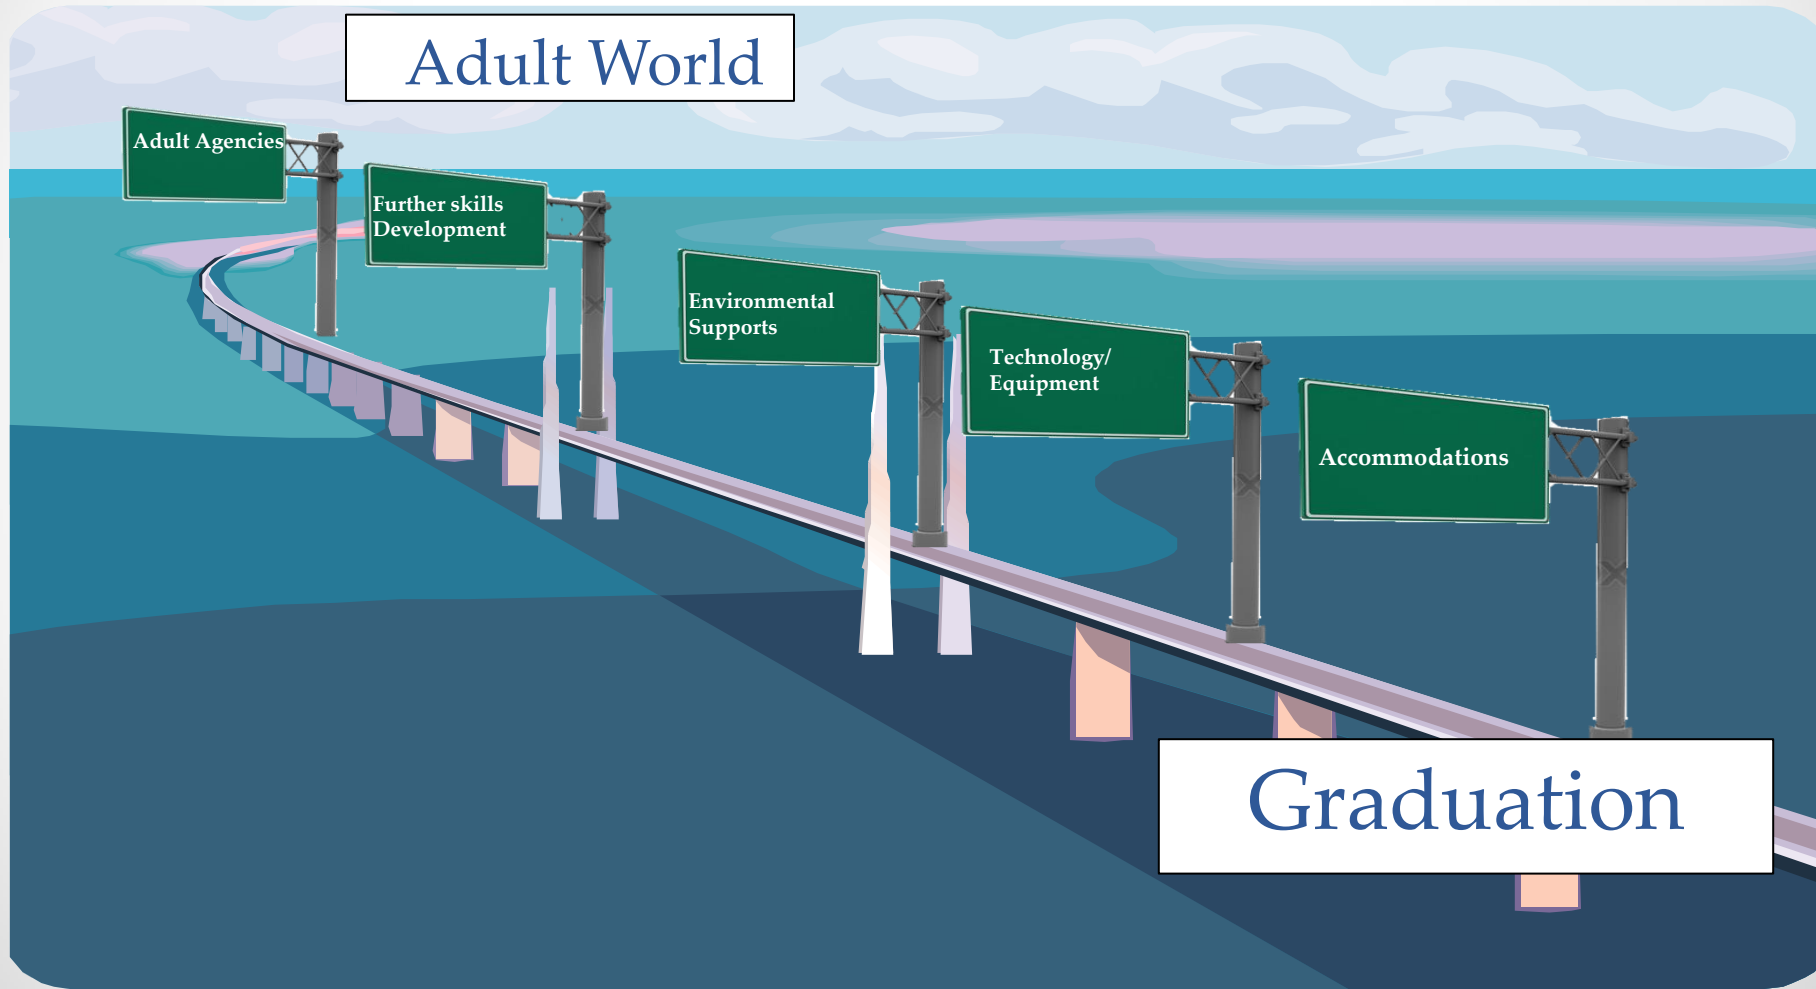 Adult World
Adult Agencies
Further skills
Development
Environmental
Supports
Technology/
Equipment
Accommodations
Graduation